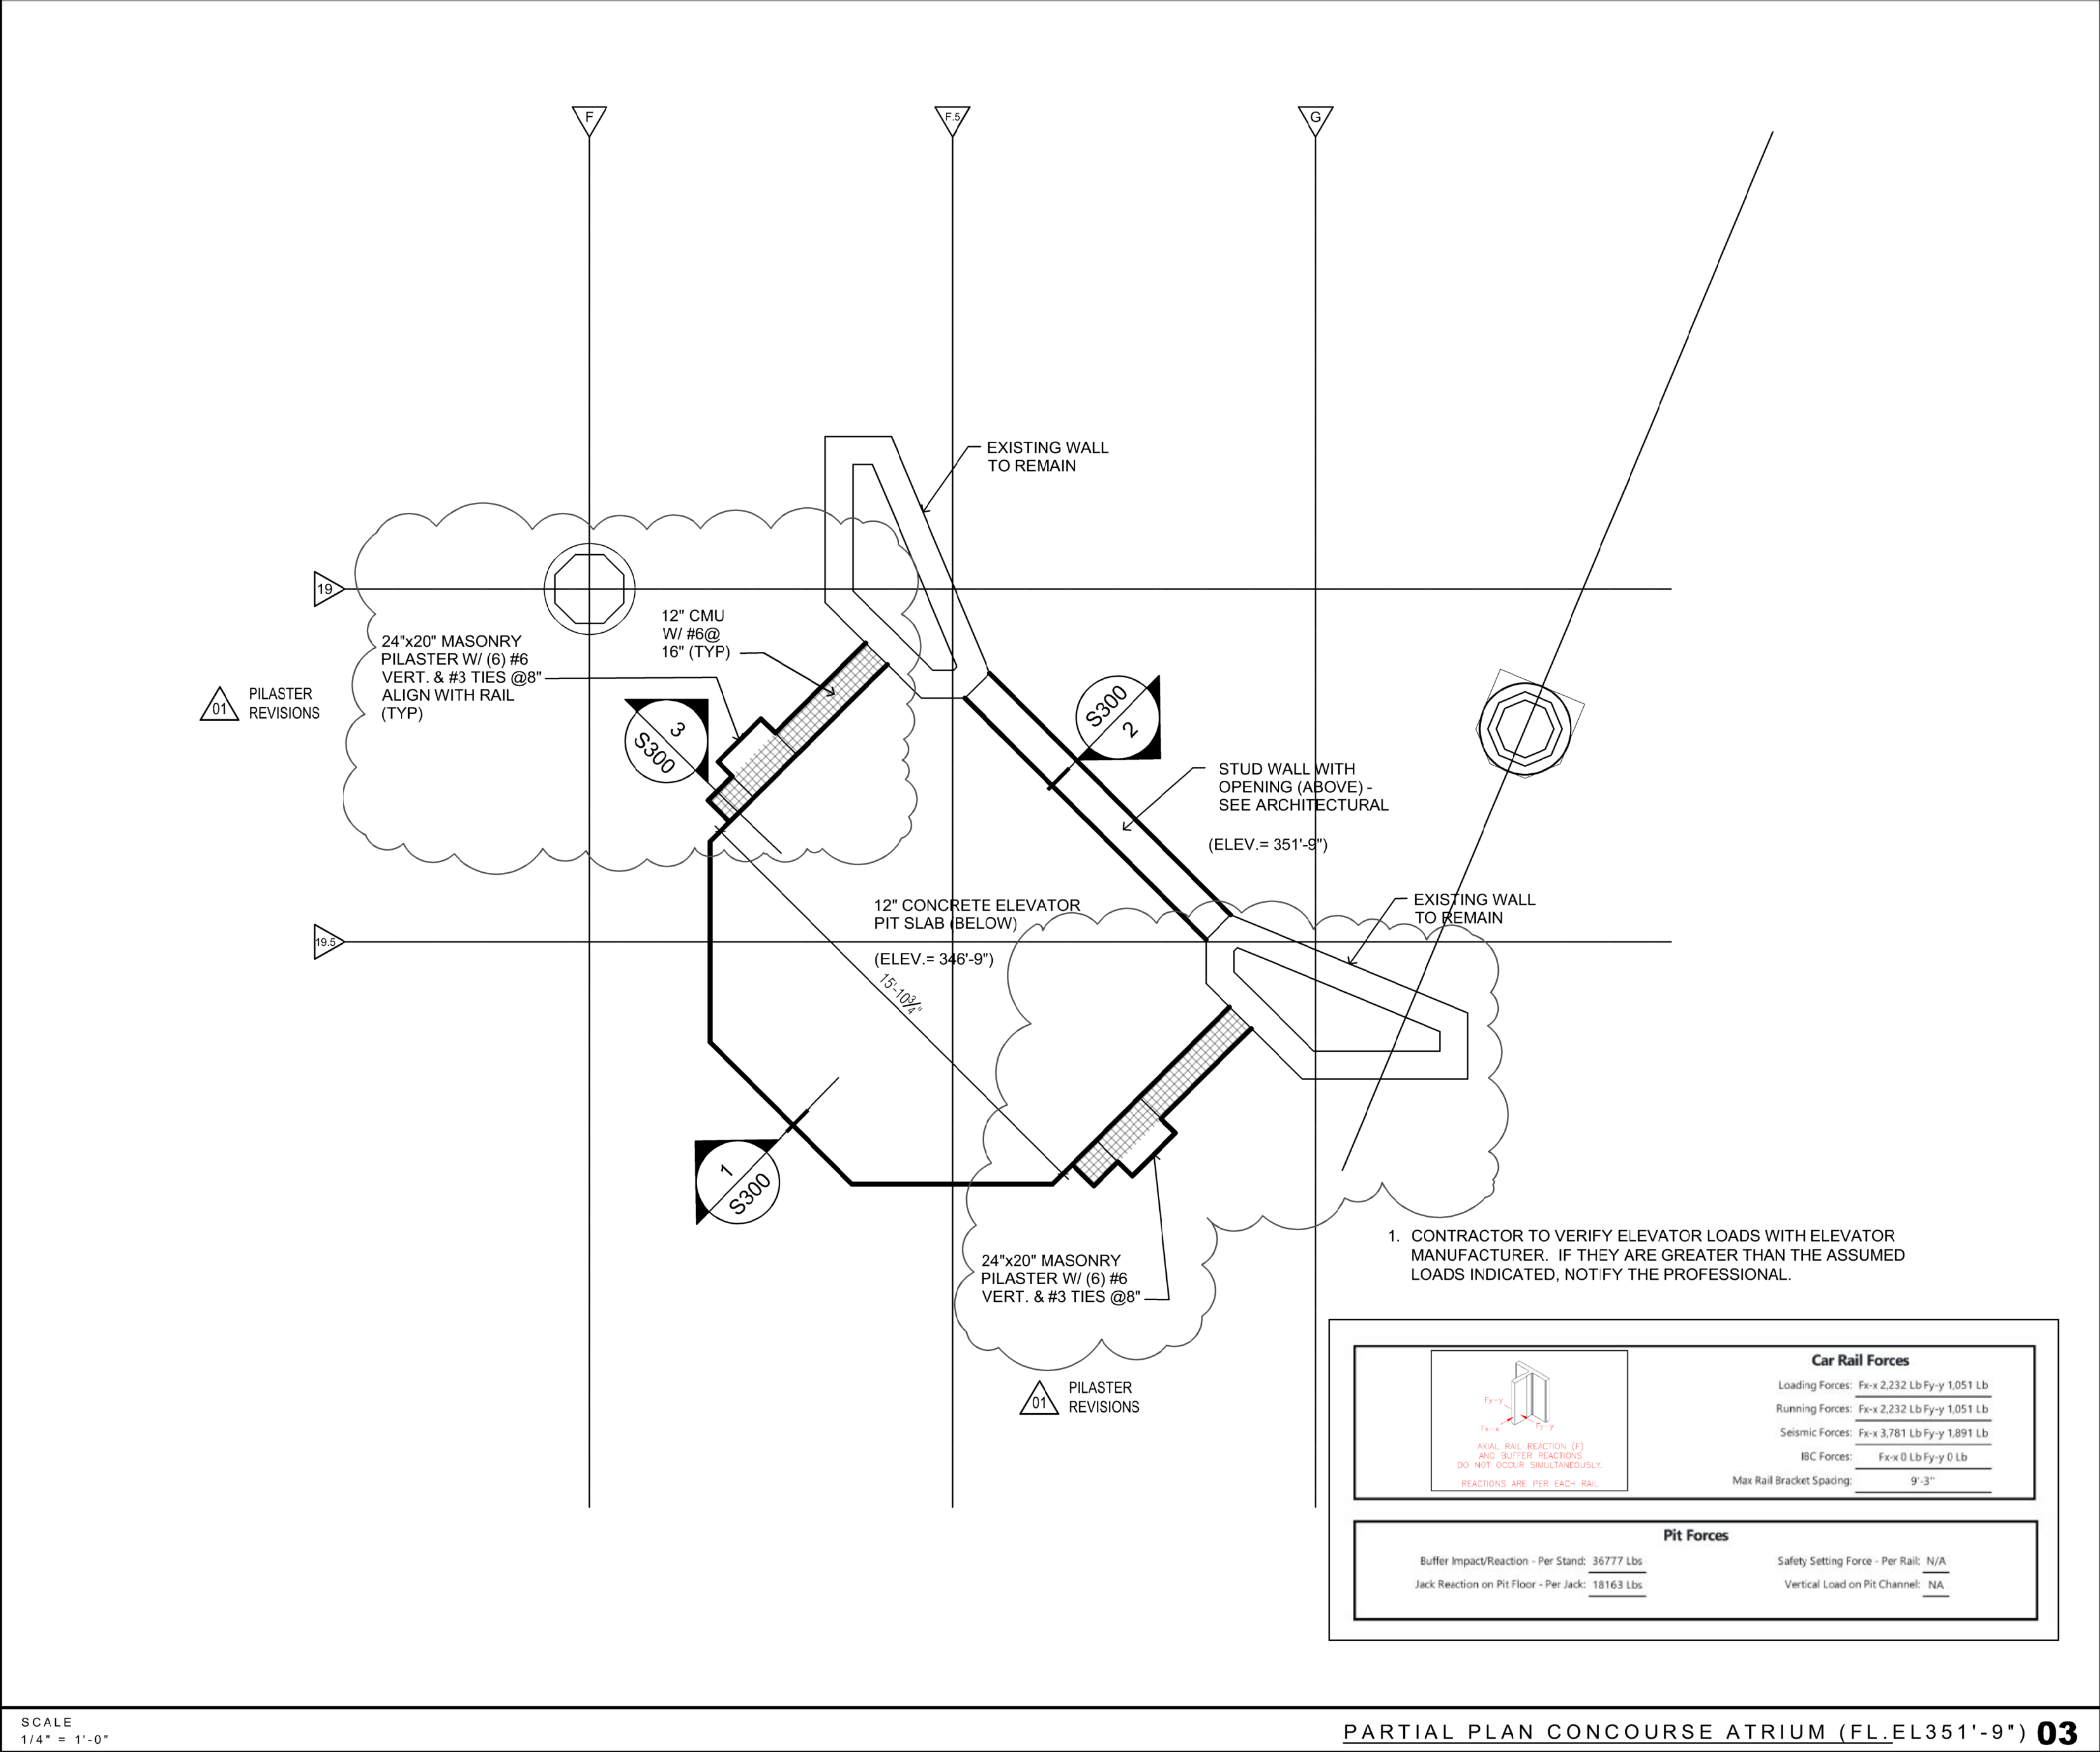 F
F.5
G
EXISTING WALL
TO REMAIN
19
12" CMU
W/ #6@
16" (TYP)
24"x20" MASONRY
PILASTER W/ (6) #6
VERT. & #3 TIES @8"
ALIGN WITH RAIL
(TYP)
01
PILASTER
REVISIONS
3
S300
S300
2
STUD WALL WITH
OPENING (ABOVE) -
SEE ARCHITECTURAL
(ELEV.= 351'-9")
12" CONCRETE ELEVATOR
PIT SLAB (BELOW)
(ELEV.= 346'-9")
EXISTING WALL
TO REMAIN
19.5
15'-10¾"
1
S300
24"x20" MASONRY
PILASTER W/ (6) #6
VERT. & #3 TIES @8"
01
PILASTER
REVISIONS
1. CONTRACTOR TO VERIFY ELEVATOR LOADS WITH ELEVATOR
MANUFACTURER. IF THEY ARE GREATER THAN THE ASSUMED
LOADS INDICATED, NOTIFY THE PROFESSIONAL.
Fy-y
Fx-x
Fy-y
AXIAL RAIL REACTION (F)
AND BUFFER REACTIONS
DO NOT OCCUR SIMULTANEOUSLY.
REACTIONS ARE PER EACH RAIL
Car Rail Forces
Loading Forces: Fx-x 2,232 Lb Fy-y 1,051 Lb
Running Forces: Fx-x 2,232 Lb Fy-y 1,051 Lb
Seismic Forces: Fx-x 3,781 Lb Fy-y 1,891 Lb
IBC Forces: Fx-x 0 Lb Fy-y 0 Lb
Max Rail Bracket Spacing: 9'-3"
Pit Forces
Buffer Impact/Reaction - Per Stand: 36777 Lbs
Safety Setting Force - Per Rail: N/A
Jack Reaction on Pit Floor - Per Jack: 18163 Lbs
Vertical Load on Pit Channel: NA
SCALE
1/4" = 1'-0"
PARTIAL PLAN CONCOURSE ATRIUM (FL.EL351'-9") 03